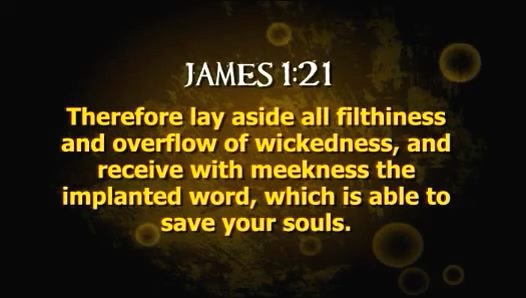 JAMES 1:21
Therefore lay aside all filthiness
and overflow of wickedness, and
receive with meekness the
implanted word, which is able to
save your souls.